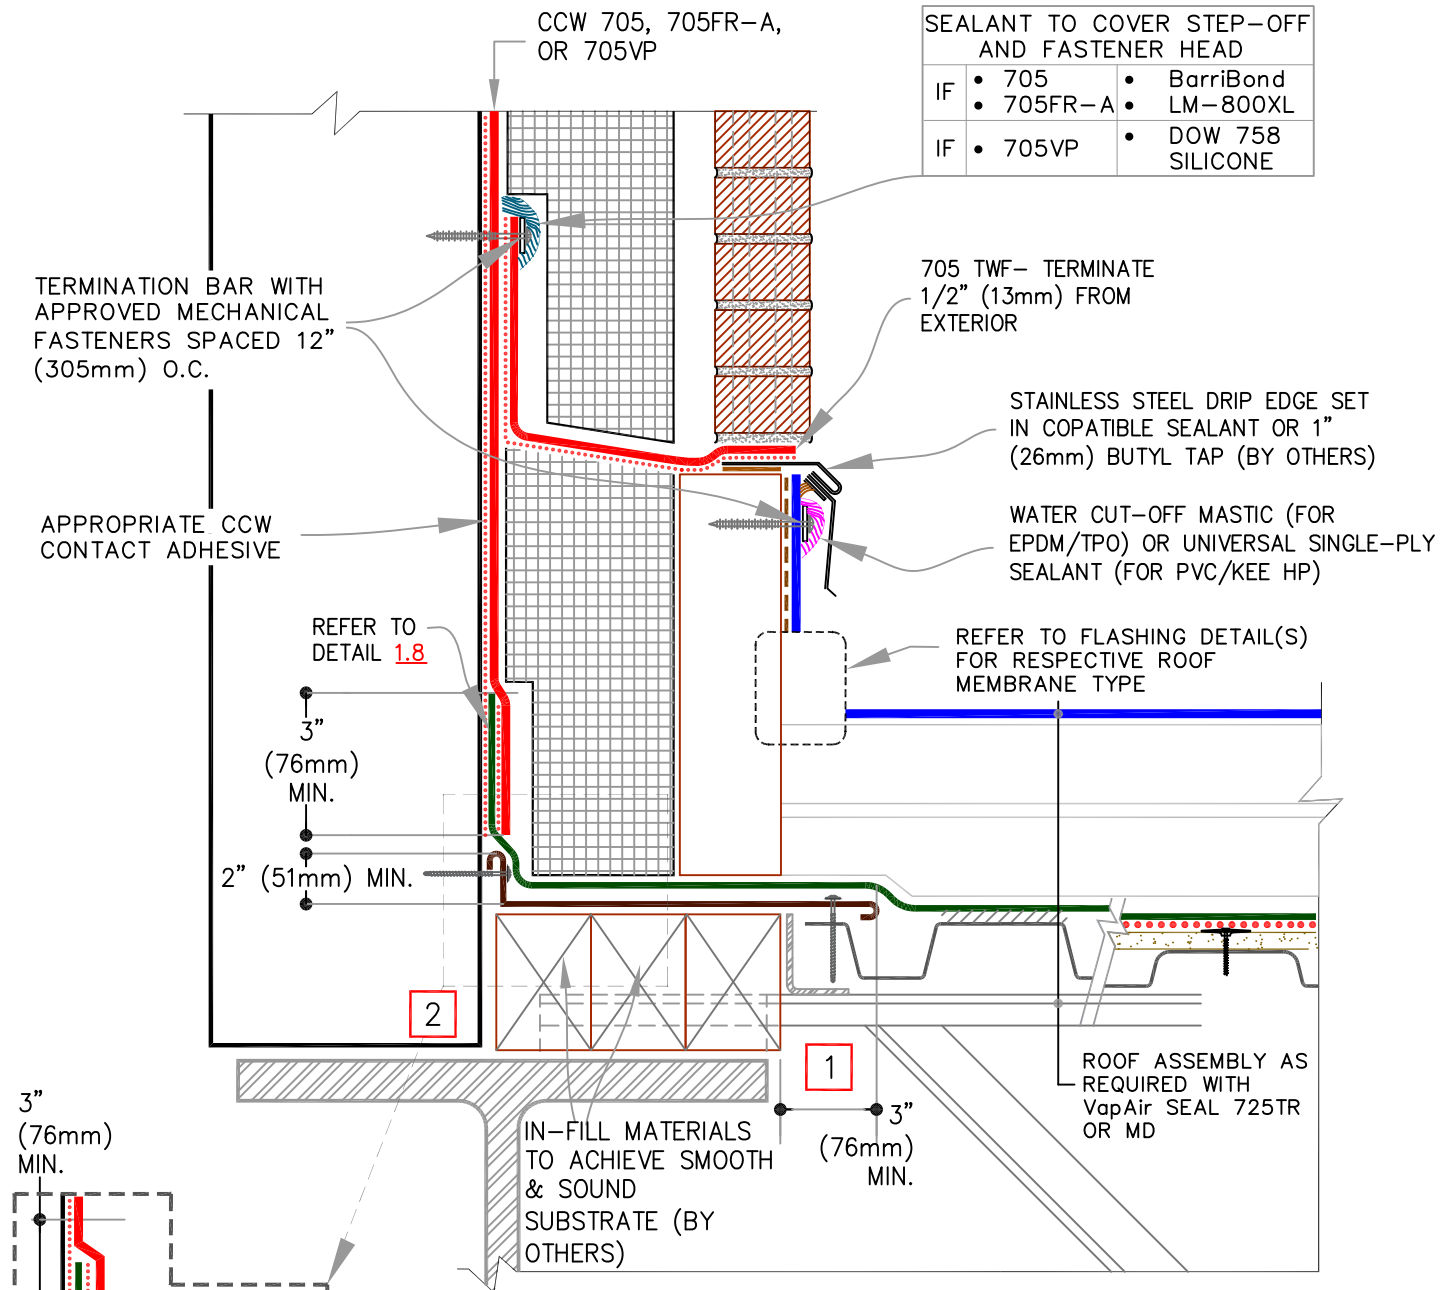 CCW 705, 705FR-A,
OR 705VP
SEALANT TO COVER STEP-OFF
AND FASTENER HEAD
IF • 705 • BarriBond
• 705FR-A • LM-800XL
IF • 705VP • DOW 758
SILICONE
TERMINATION BAR WITH
APPROVED MECHANICAL
FASTENERS SPACED 12"
(305mm) O.C.
705 TWF- TERMINATE
1/2" (13mm) FROM
EXTERIOR
STAINLESS STEEL DRIP EDGE SET
IN COPATIBLE SEALANT OR 1"
(26mm) BUTYL TAP (BY OTHERS)
APPROPRIATE CCW
CONTACT ADHESIVE
WATER CUT-OFF MASTIC (FOR
EPDM/TPO) OR UNIVERSAL SINGLE-PLY
SEALANT (FOR PVC/KEE HP)
REFER TO
DETAIL 1.8
REFER TO FLASHING DETAIL(S)
FOR RESPECTIVE ROOF
MEMBRANE TYPE
3"
(76mm)
MIN.
2" (51mm) MIN.
2
1
ROOF ASSEMBLY AS
REQUIRED WITH
VapAir SEAL 725TR
OR MD
3"
(76mm)
MIN.
IN-FILL MATERIALS
TO ACHIEVE SMOOTH
& SOUND
SUBSTRATE (BY
OTHERS)
3"
(76mm)
MIN.